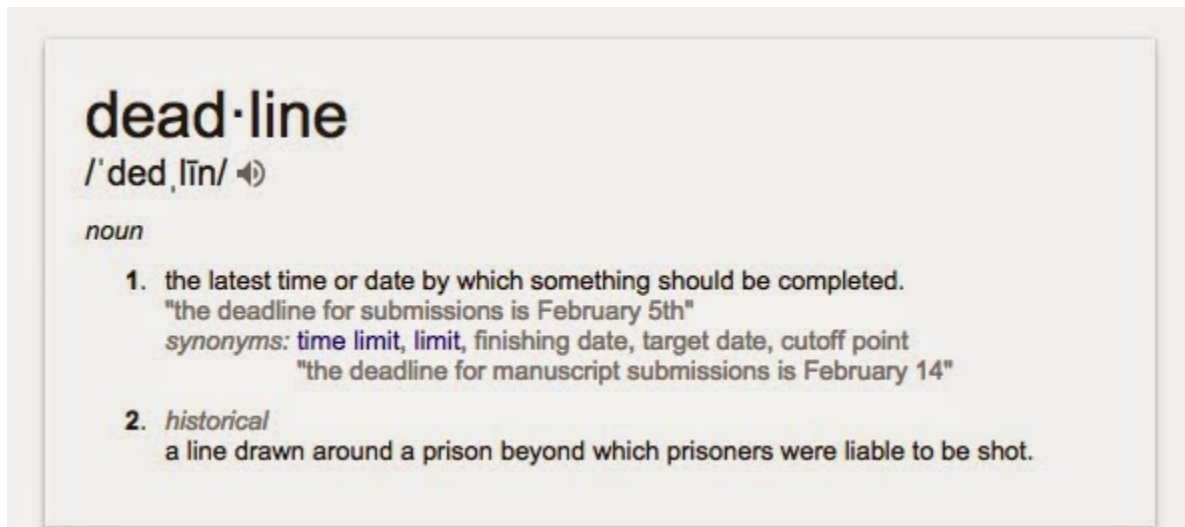 dead·line
/ˈdedˌlīn/
noun
1. the latest time or date by which something should be completed.
"the deadline for submissions is February 5th"
synonyms: time limit, limit, finishing date, target date, cutoff point
"the deadline for manuscript submissions is February 14"
2. historical
a line drawn around a prison beyond which prisoners were liable to be shot.